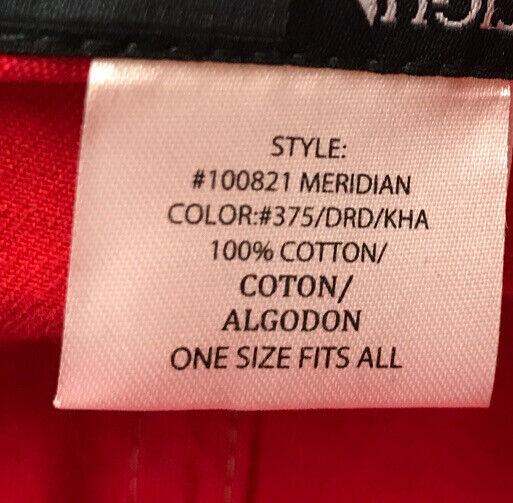 STYLE:
#100821 MERIDIAN
COLOR:#375/DRD/KHA
100% COTTON/
COTON/
ALGODON
ONE SIZE FITS ALL